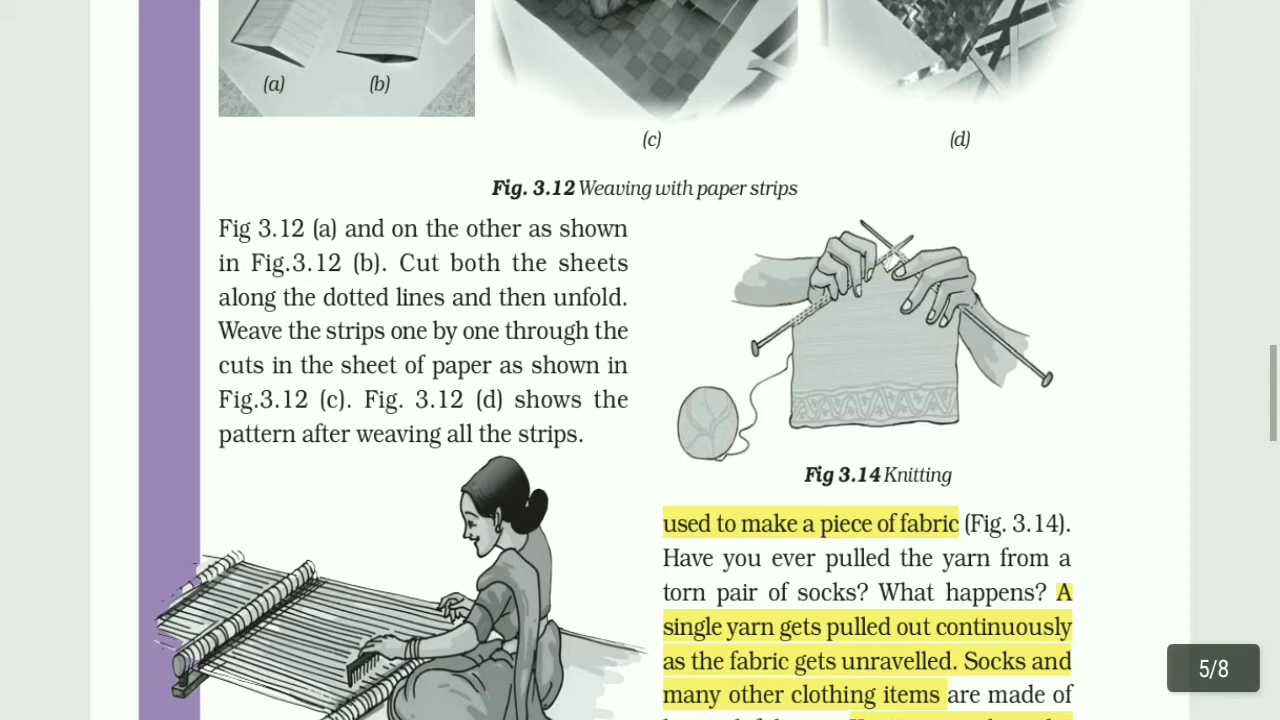 (a)
(b)
(c)
(d)
Fig. 3.12 Weaving with paper strips
Fig 3.12 (a) and on the other as shown
in Fig.3.12 (b). Cut both the sheets
along the dotted lines and then unfold.
Weave the strips one by one through the
cuts in the sheet of paper as shown in
Fig.3.12 (c). Fig. 3.12 (d) shows the
pattern after weaving all the strips.
Fig 3.14 Knitting
used to make a piece of fabric (Fig. 3.14).
Have you ever pulled the yarn from a
torn pair of socks? What happens? A
single yarn gets pulled out continuously
as the fabric gets unravelled. Socks and
many other clothing items are made of
5/8